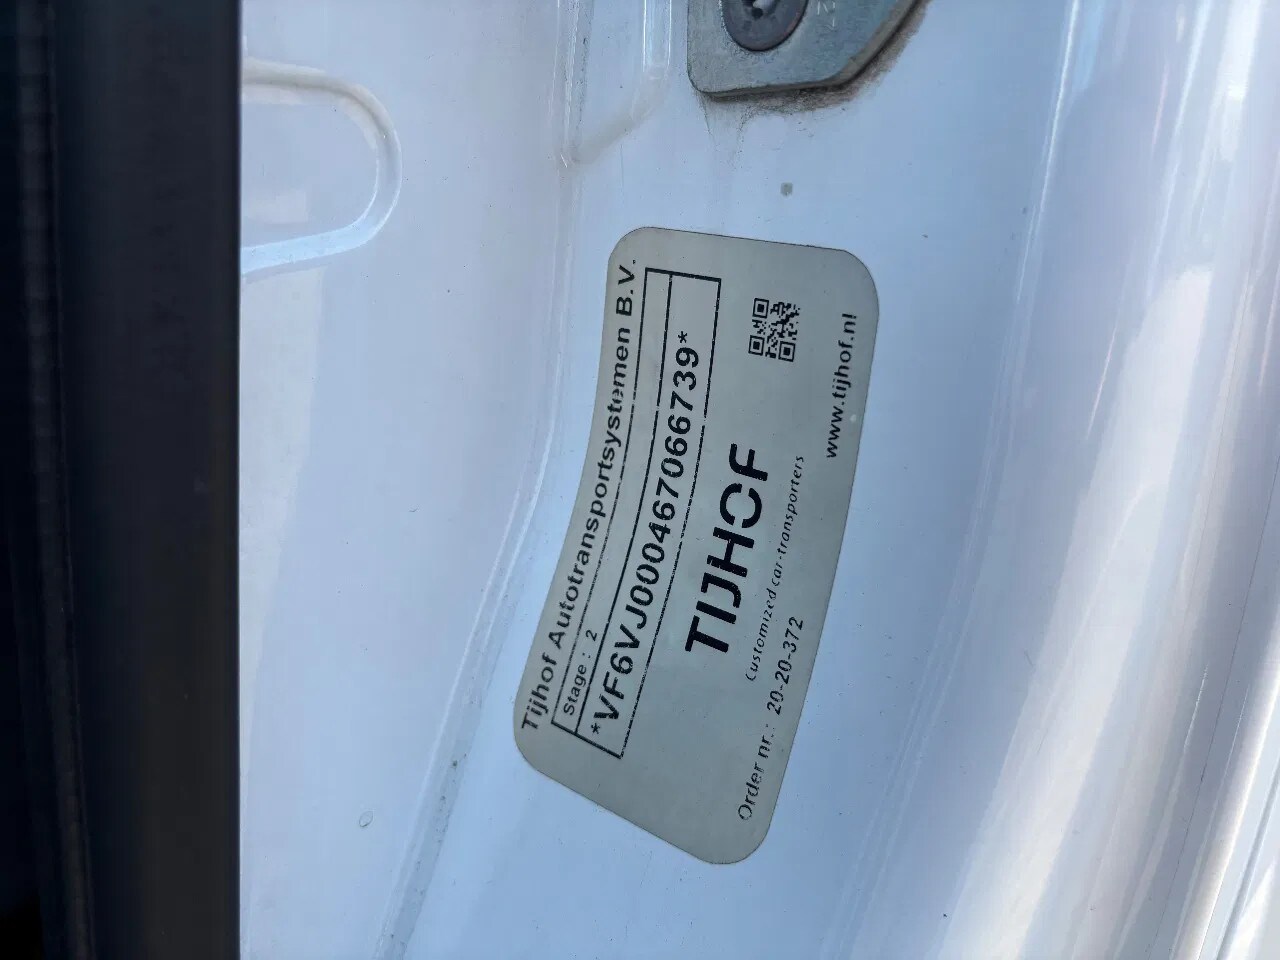 Tijhof Autotransportsystemen B.V.
Stage : 2
*VF6VJ000467066739*
TIJHOF
Customized car-transporters
Order nr.: 20-20-372
www.tijhof.nl